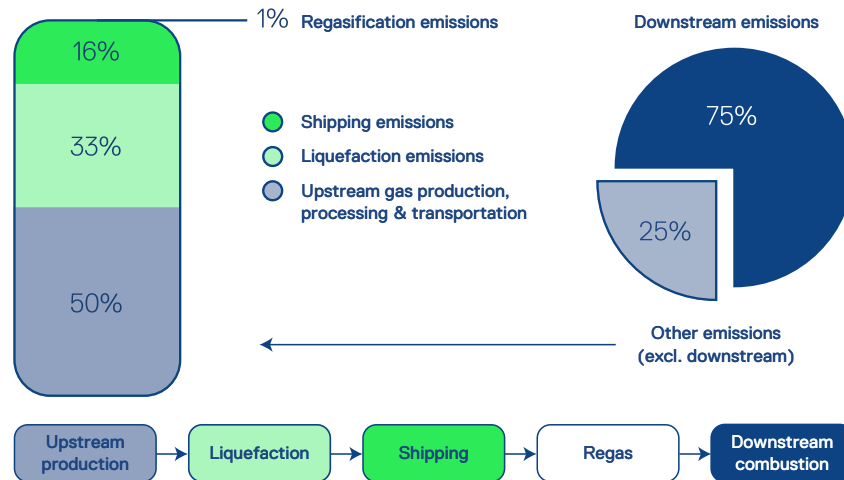 1% Regasification emissions
Downstream emissions
16%
33%
50%
Shipping emissions
Liquefaction emissions
Upstream gas production,
processing & transportation
75%
25%
Other emissions
(excl. downstream)
Upstream
production
Liquefaction
Shipping
Regas
Downstream
combustion